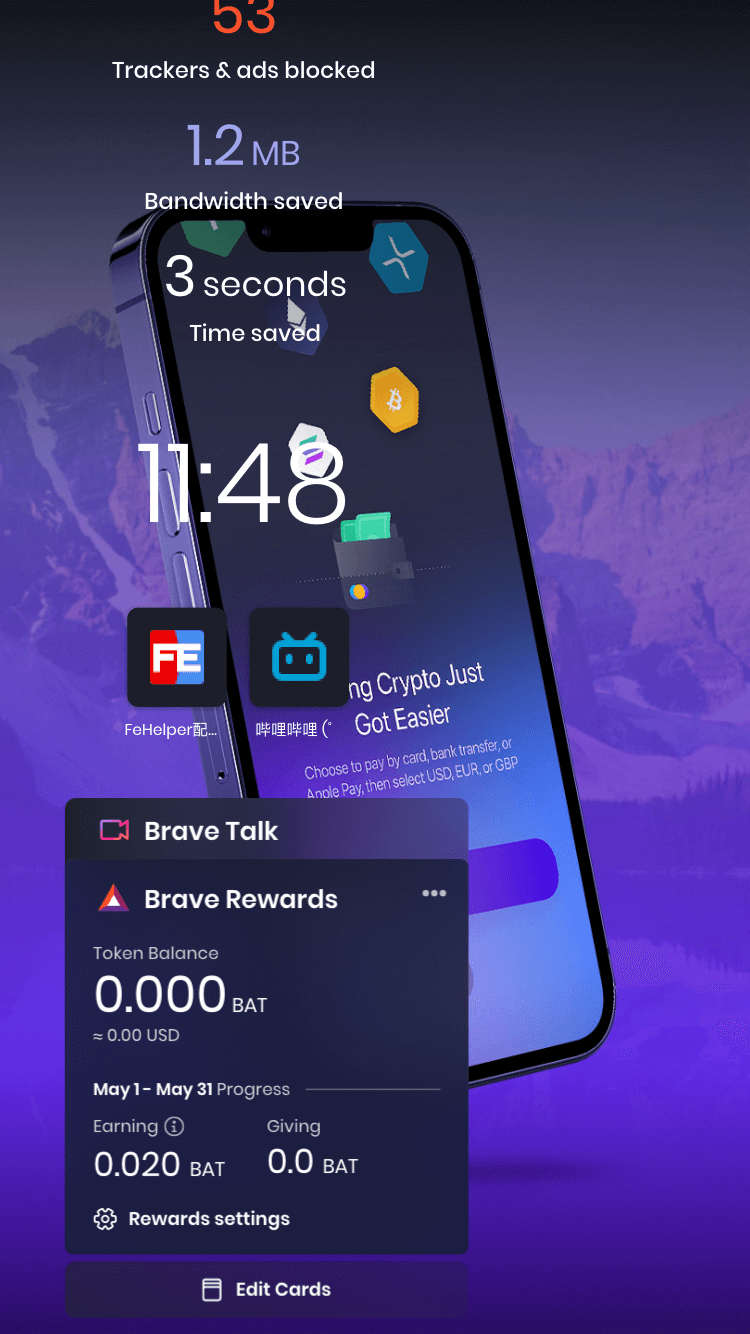 53
Trackers & ads blocked
1.2 MB
Bandwidth saved
3 seconds
Time saved
11:48
FE
FeHelper配...
哔哩哔哩 (゜
ng Crypto Just
Got Easier
Choose to pay by card, bank transfer, or
Apple Pay, then select USD, EUR, or GBP
Brave Talk
Brave Rewards
Token Balance
0.000 BAT
≈ 0.00 USD
May 1 - May 31 Progress
Earning Giving
0.020 BAT 0.0 BAT
Rewards settings
Edit Cards